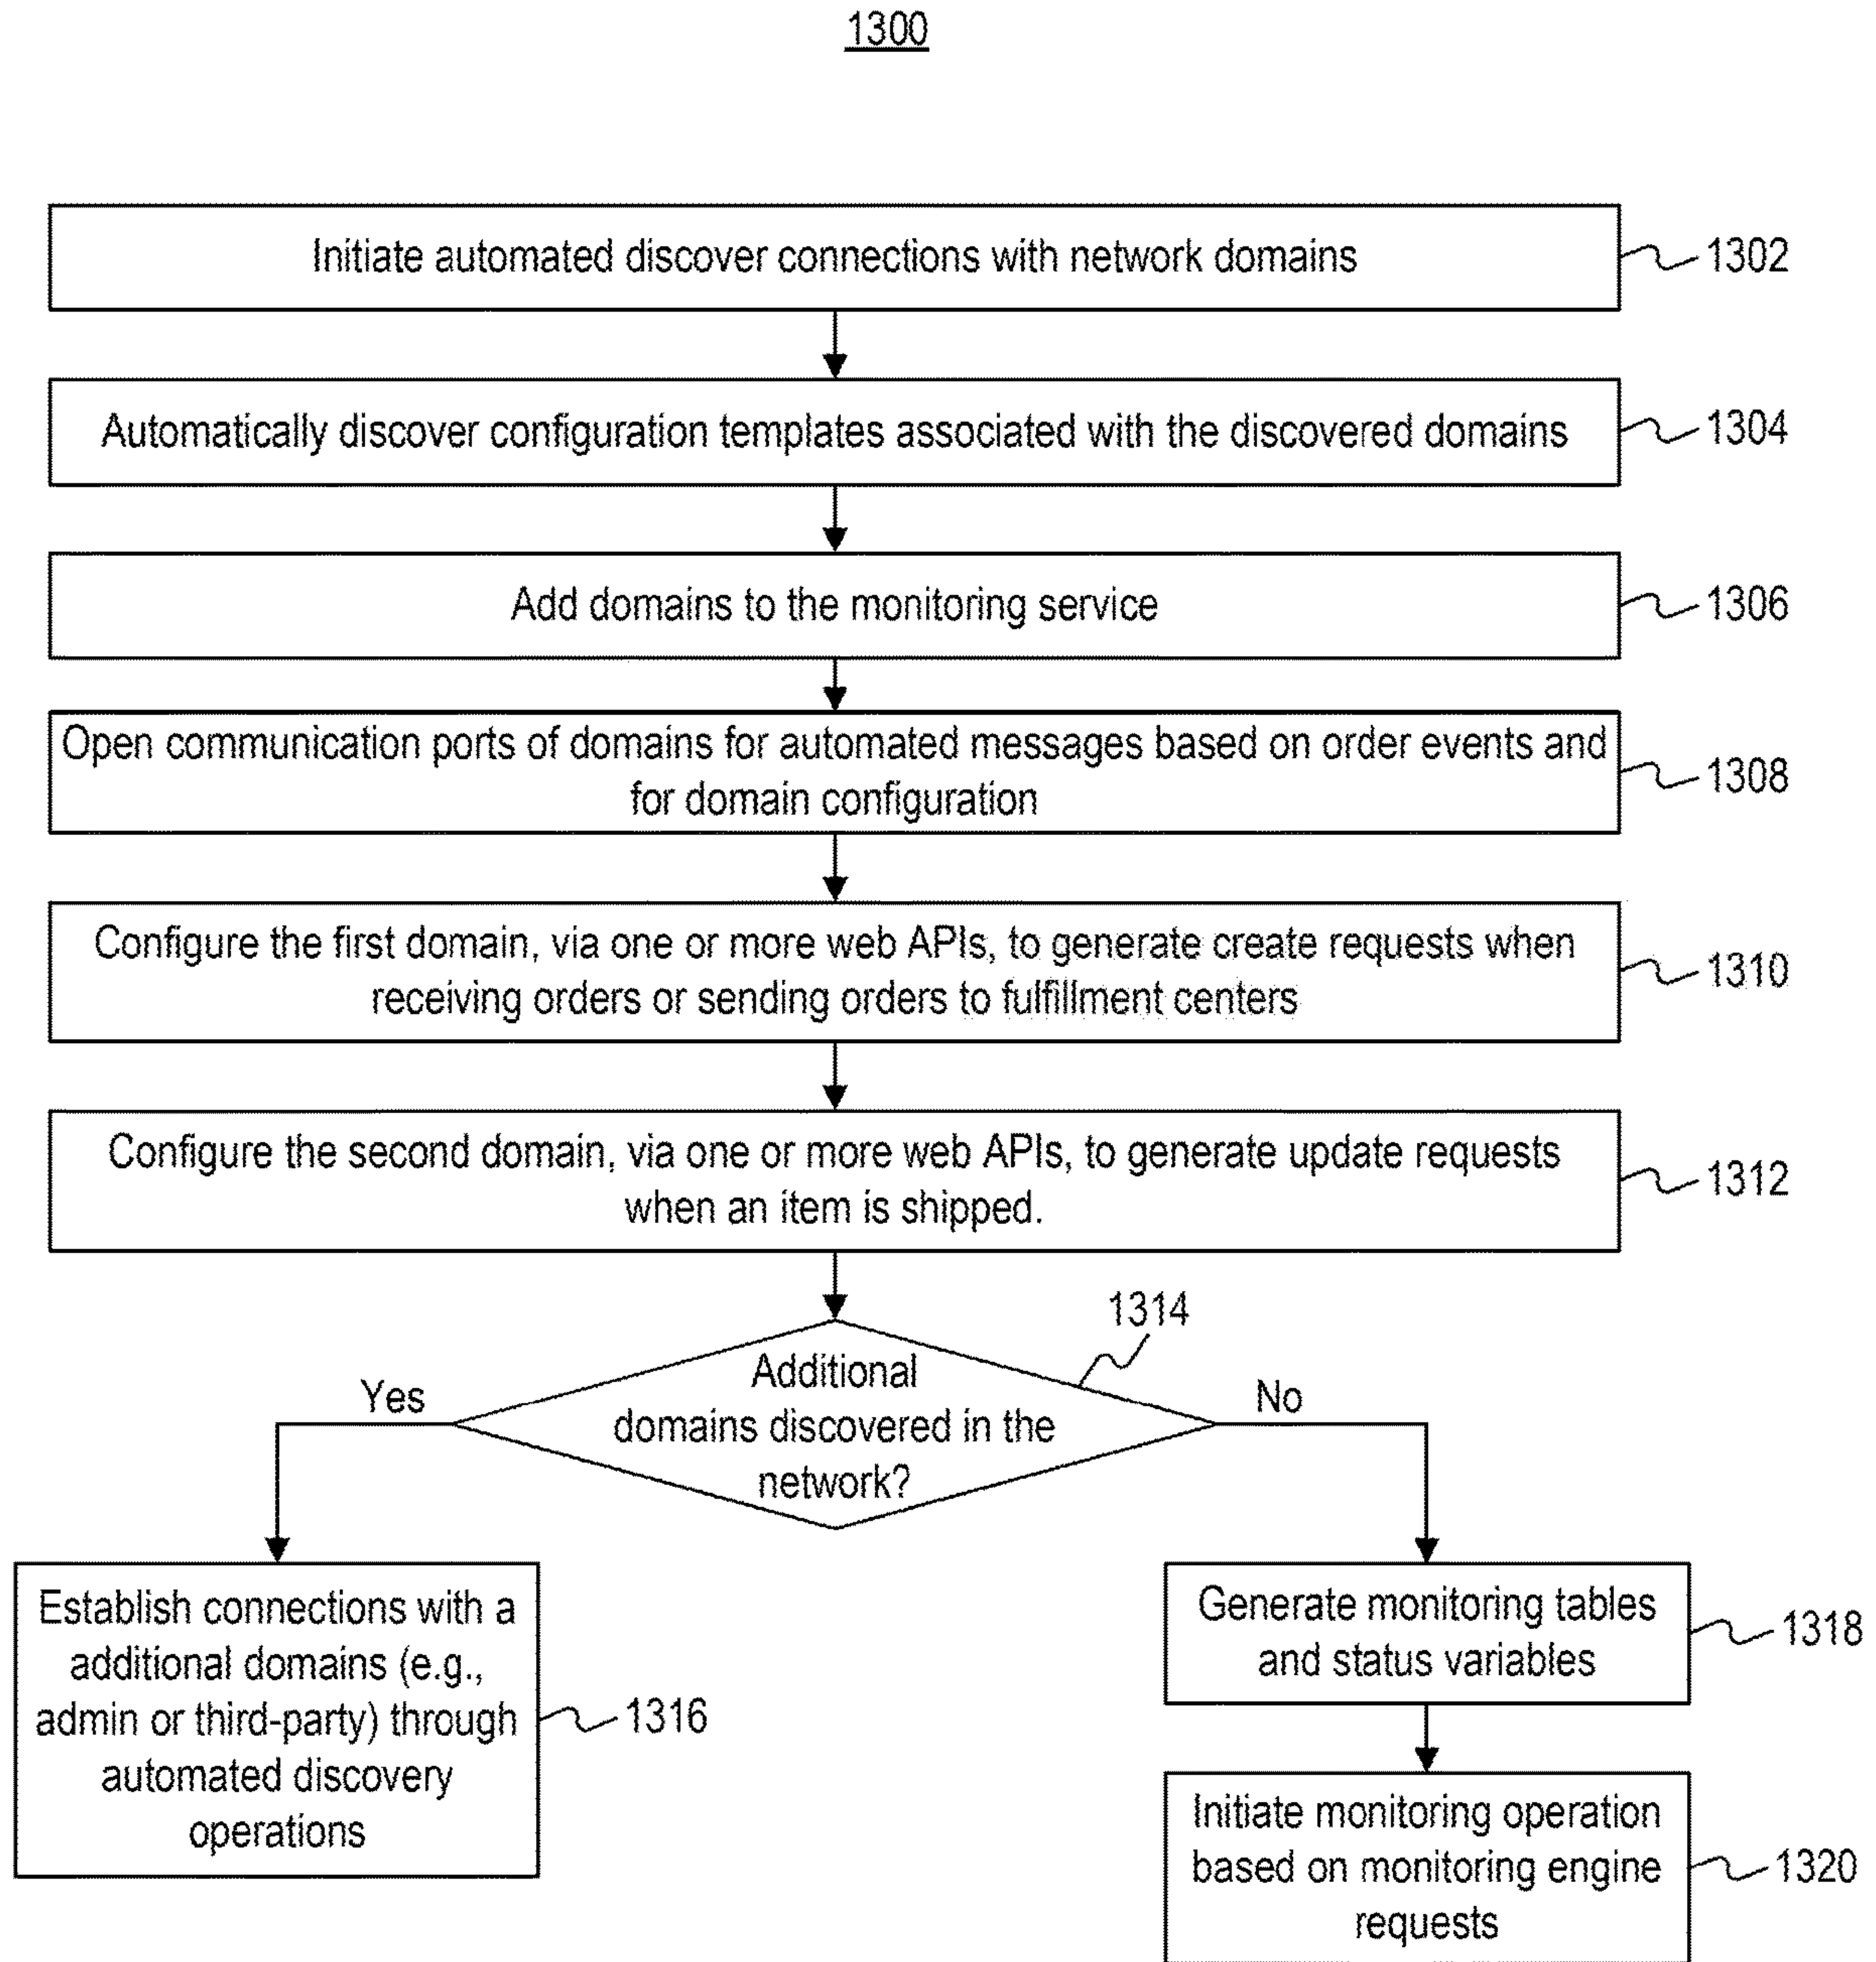 1300
Initiate automated discover connections with network domains
1302
Automatically discover configuration templates associated with the discovered domains
1304
Add domains to the monitoring service
1306
Open communication ports of domains for automated messages based on order events and
for domain configuration
1308
Configure the first domain, via one or more web APIs, to generate create requests when
receiving orders or sending orders to fulfillment centers
1310
Configure the second domain, via one or more web APIs, to generate update requests
when an item is shipped.
1312
1314
Additional
domains discovered in the
network?
Yes
No
Establish connections with a
additional domains (e.g.,
admin or third-party) through
automated discovery
operations
1316
Generate monitoring tables
and status variables
1318
Initiate monitoring operation
based on monitoring engine
requests
1320